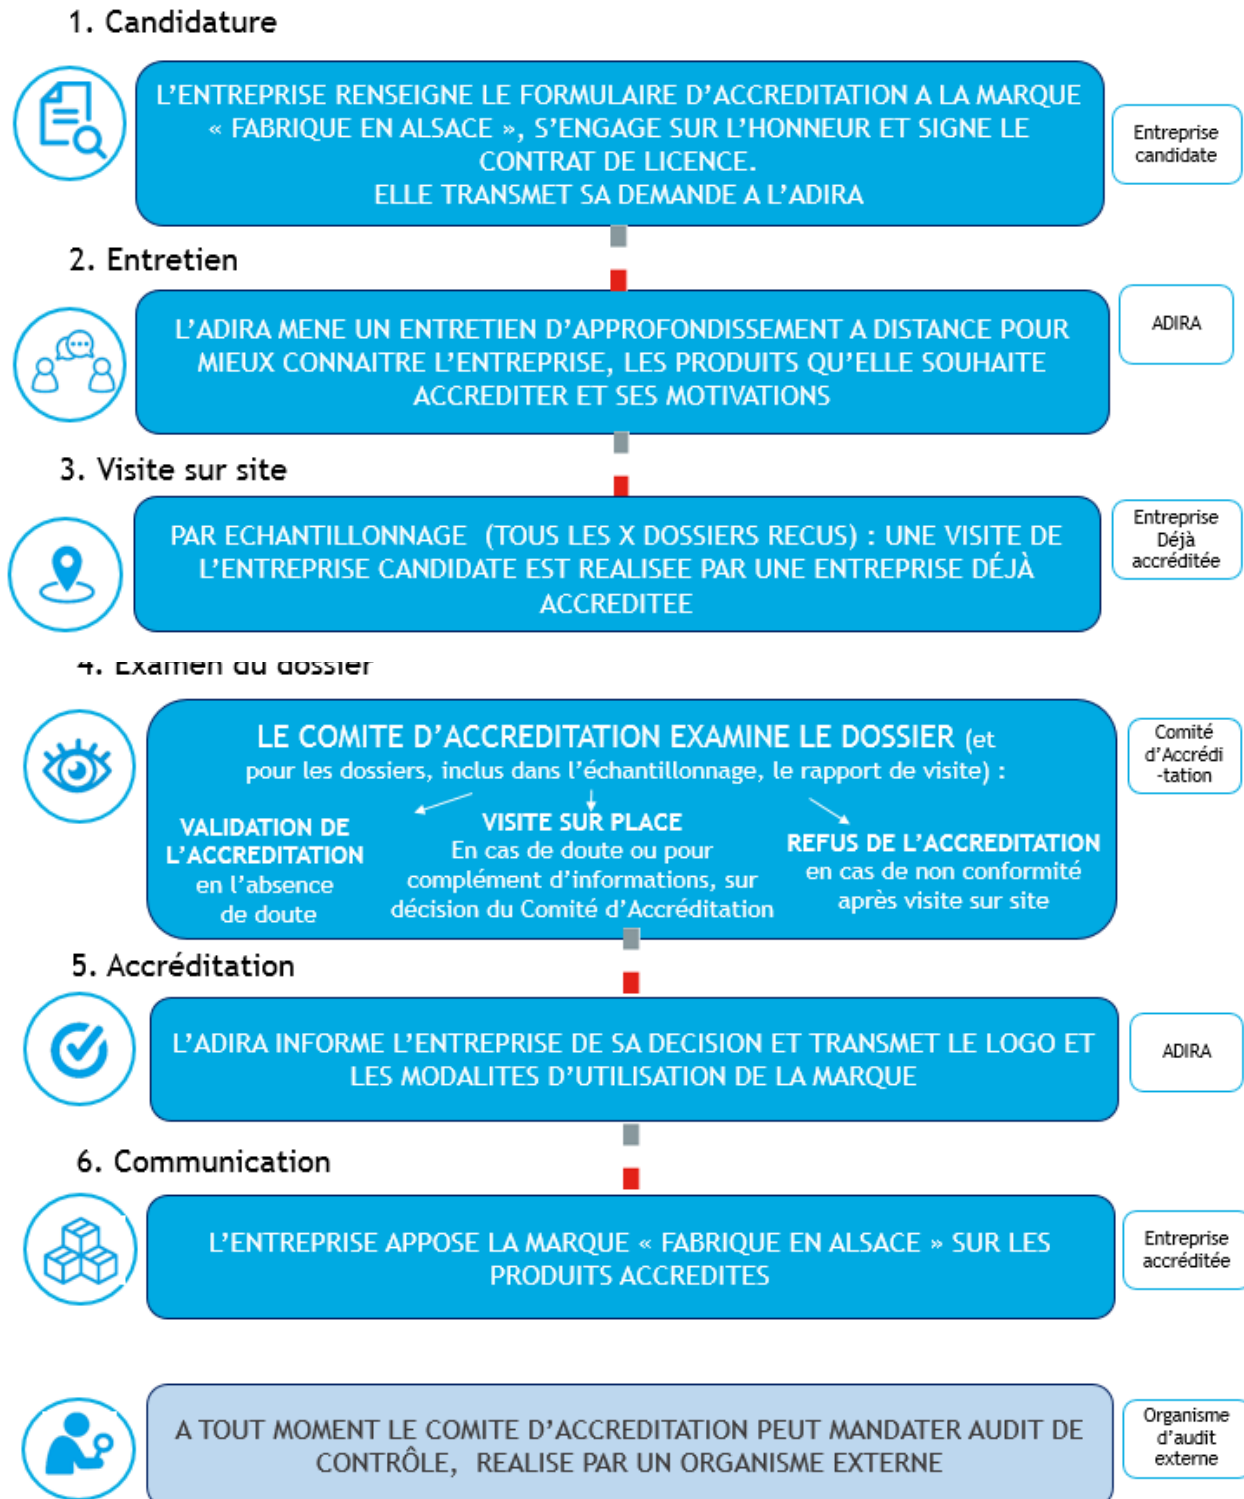 1. Candidature
L'ENTREPRISE RENSEIGNE LE FORMULAIRE D'ACCREDITATION A LA MARQUE
« FABRIQUE EN ALSACE », S'ENGAGE SUR L'HONNEUR ET SIGNE LE
CONTRAT DE LICENCE.
ELLE TRANSMET SA DEMANDE A L'ADIRA
Entreprise
candidate
2. Entretien
L'ADIRA MENE UN ENTRETIEN D'APPROFONDISSEMENT A DISTANCE POUR
MIEUX CONNAITRE L'ENTREPRISE, LES PRODUITS QU'ELLE SOUHAITE
ACCREDITER ET SES MOTIVATIONS
ADIRA
3. Visite sur site
PAR ECHANTILLONNAGE (TOUS LES X DOSSIERS RECUS) : UNE VISITE DE
L'ENTREPRISE CANDIDATE EST REALISEE PAR UNE ENTREPRISE DÉJÀ
ACCREDITEE
Entreprise
Déjà
accréditée
4. Examen du dossier
LE COMITE D'ACCREDITATION EXAMINE LE DOSSIER (et
pour les dossiers, inclus dans l'échantillonnage, le rapport de visite) :
VALIDATION DE
L'ACCREDITATION
en l'absence
de doute
VISITE SUR PLACE
En cas de doute ou pour
complément d'informations, sur
décision du Comité d'Accréditation
REFUS DE L'ACCREDITATION
en cas de non conformité
après visite sur site
Comité
d'Accrédi
-tation
5. Accréditation
L'ADIRA INFORME L'ENTREPRISE DE SA DECISION ET TRANSMET LE LOGO ET
LES MODALITES D'UTILISATION DE LA MARQUE
ADIRA
6. Communication
L'ENTREPRISE APPOSE LA MARQUE « FABRIQUE EN ALSACE » SUR LES
PRODUITS ACCREDITES
Entreprise
accréditée
A TOUT MOMENT LE COMITE D'ACCREDITATION PEUT MANDATER AUDIT DE
CONTRÔLE, REALISE PAR UN ORGANISME EXTERNE
Organisme
d'audit
externe